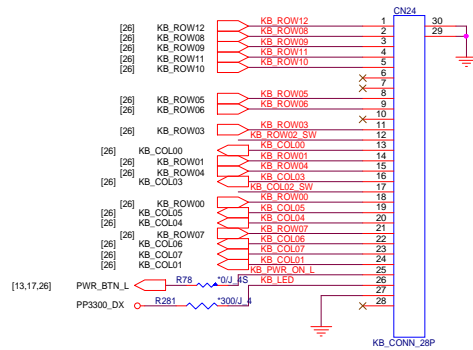 CN24
[26] KB_ROW12 KB_ROW12 1 30
[26] KB_ROW08 KB_ROW08 2 29
[26] KB_ROW09 KB_ROW09 3
[26] KB_ROW11 KB_ROW11 4
[26] KB_ROW10 KB_ROW10 5
6
7
[26] KB_ROW05 KB_ROW05 8
[26] KB_ROW06 KB_ROW06 9
10
[26] KB_ROW03 KB_ROW03 11
KB_ROW02_SW 12
[26] KB_COL00 KB_COL00 13
[26] KB_ROW01 KB_ROW01 14
[26] KB_ROW04 KB_ROW04 15
[26] KB_COL03 KB_COL03 16
KB_COL02_SW 17
[26] KB_ROW00 KB_ROW00 18
[26] KB_COL05 KB_COL05 19
[26] KB_COL04 KB_COL04 20
[26] KB_ROW07 KB_ROW07 21
[26] KB_COL06 KB_COL06 22
[26] KB_COL07 KB_COL07 23
[26] KB_COL01 KB_COL01 24
KB_PWR_ON_L 25
[13,17,26] PWR_BTN_L R78 *0/J_4S KB_LED 26
27
PP3300_DX R281 *300/J_4 28
KB_CONN_28P